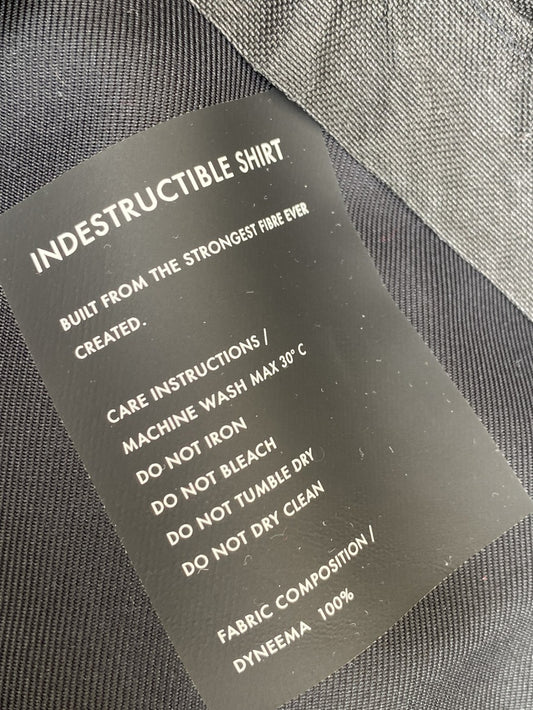 INDESTRUCTIBLE SHIRT
BUILT FROM THE STRONGEST FIBRE EVER
CREATED.
CARE INSTRUCTIONS /
MACHINE WASH MAX 30° C
DO NOT IRON
DO NOT BLEACH
DO NOT TUMBLE DRY
DO NOT DRY CLEAN
FABRIC COMPOSITION /
DYNEEMA 100%